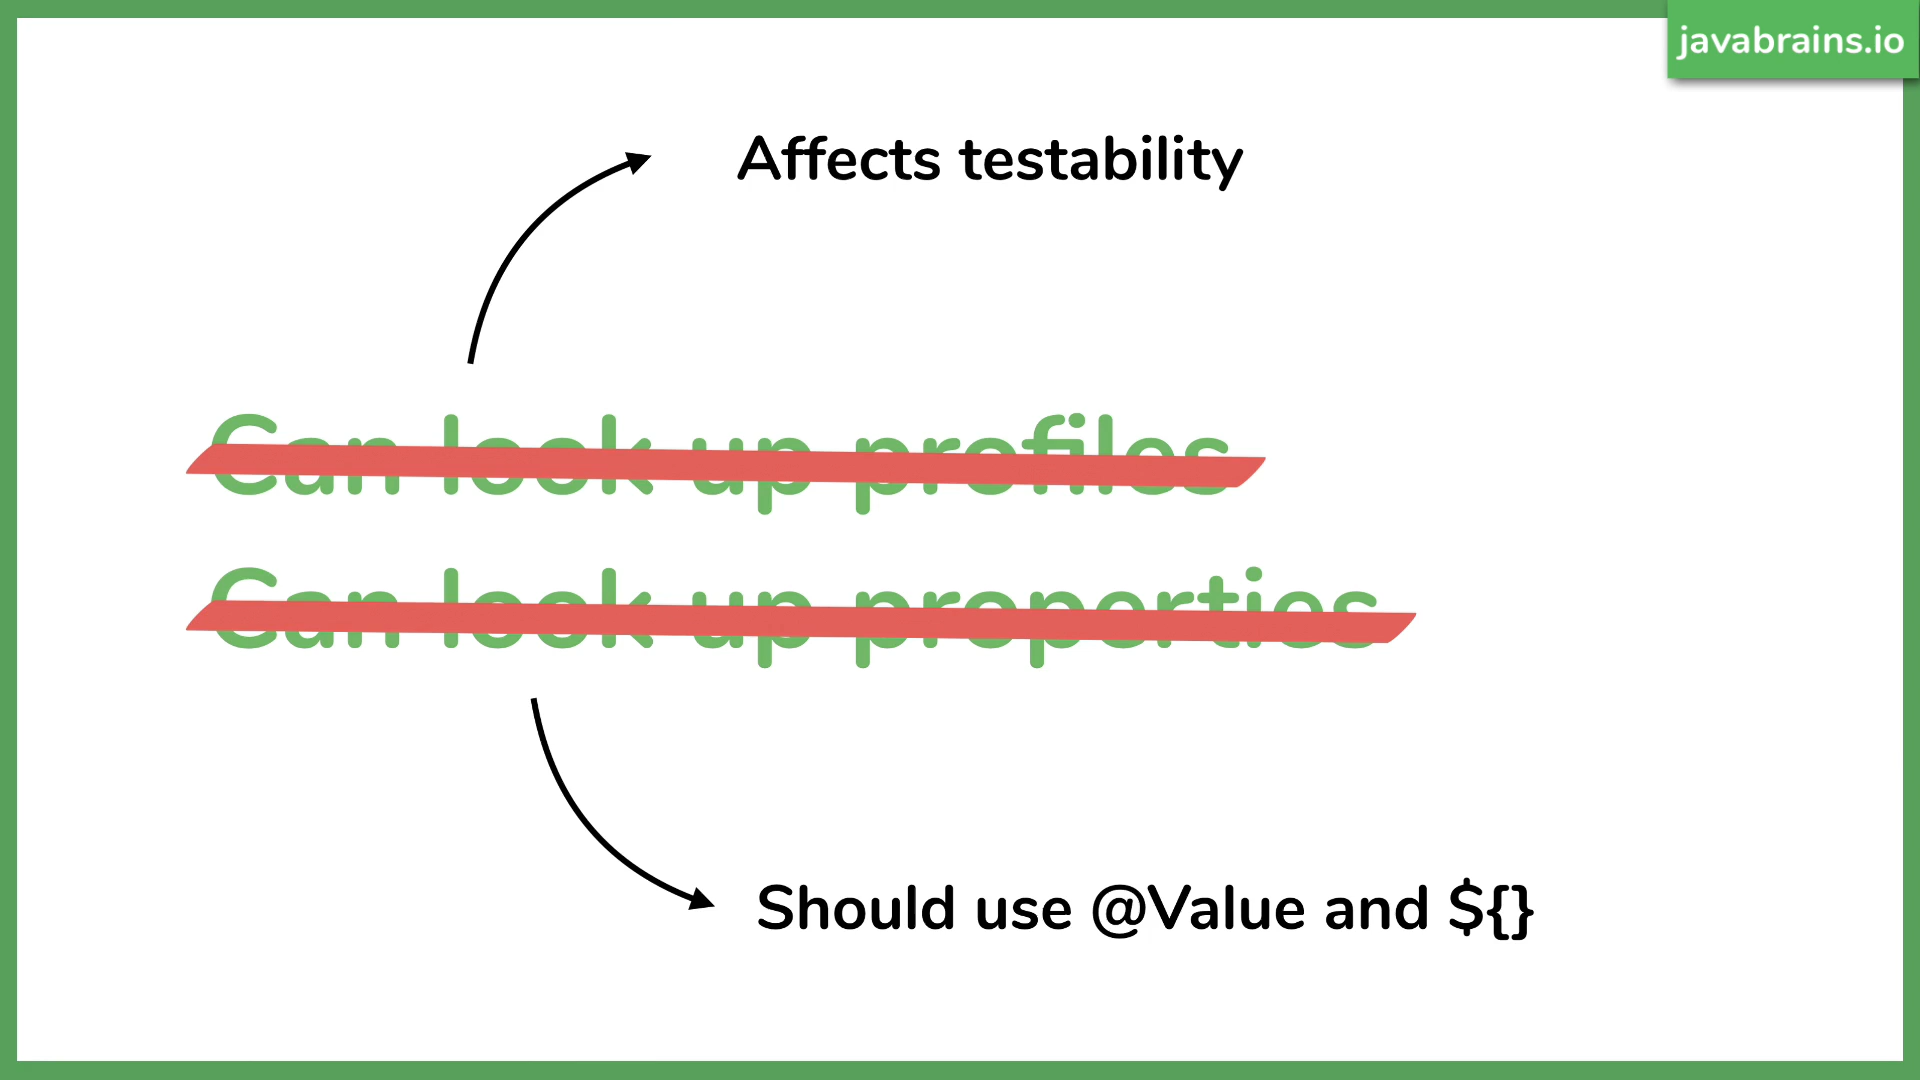 javabrains.io
Affects testability
Can look up profiles
Can look up properties
Should use @Value and ${}